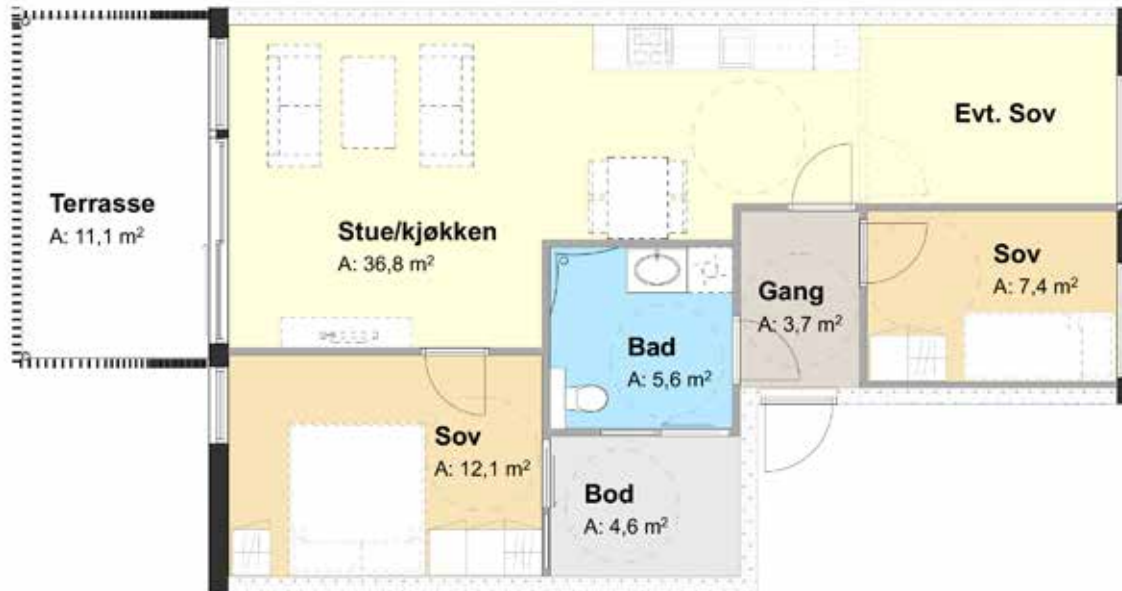 Evt. Sov
Terrasse
A: 11,1 m²
Stue/kjøkken
A: 36,8 m²
Sov
A: 7,4 m²
Gang
A: 3,7 m²
Bad
A: 5,6 m²
Sov
A: 12,1 m²
Bod
A: 4,6 m²